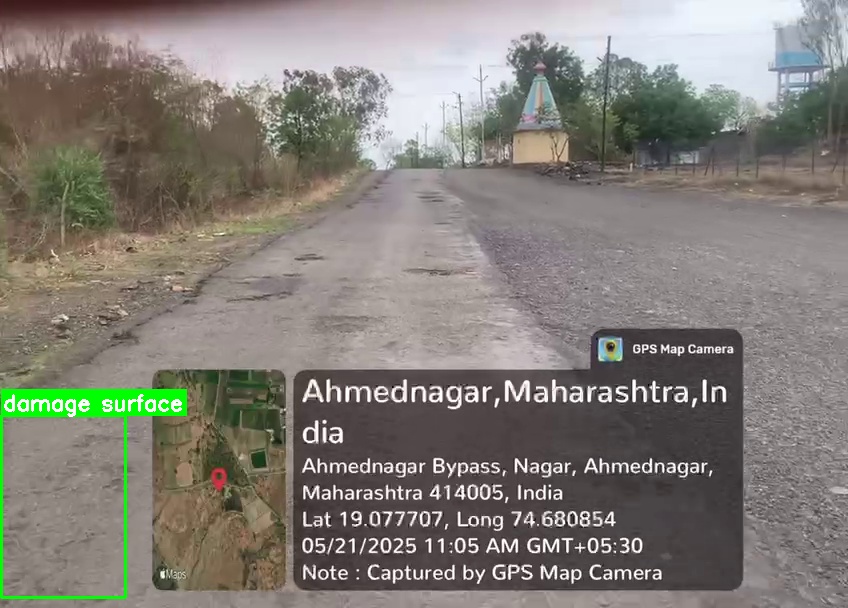 damage surface
GPS Map Camera
Ahmednagar,Maharashtra,In
dia
Ahmednagar Bypass, Nagar, Ahmednagar,
Maharashtra 414005, India
Lat 19.077707, Long 74.680854
05/21/2025 11:05 AM GMT+05:30
Note : Captured by GPS Map Camera
Maps